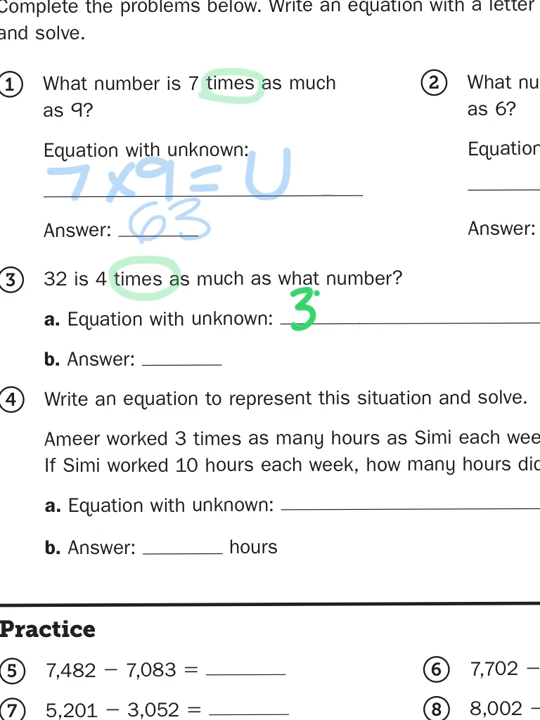 Complete the problems below. Write an equation with a letter
and solve.
1 What number is 7 times as much
as 9?
Equation with unknown:
7 x 9 = U
Answer: 63
2 What nu
as 6?
Equation
Answer:
3 32 is 4 times as much as what number?
a. Equation with unknown: 3
b. Answer:
4 Write an equation to represent this situation and solve.
Ameer worked 3 times as many hours as Simi each wee
If Simi worked 10 hours each week, how many hours did
a. Equation with unknown:
b. Answer: hours
Practice
5 7,482 − 7,083 =
6 7,702 −
7 5,201 − 3,052 =
8 8,002 −